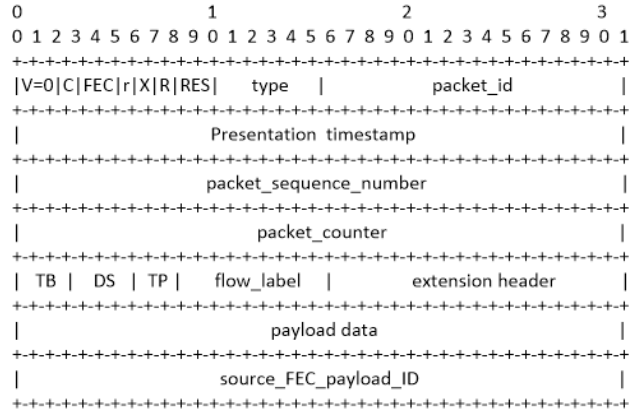 0 1 2 3
0 1 2 3 4 5 6 7 8 9 0 1 2 3 4 5 6 7 8 9 0 1 2 3 4 5 6 7 8 9 0 1
+-+-+-+-+-+-+-+-+-+-+-+-+-+-+-+-+-+-+-+-+-+-+-+-+-+-+-+-+-+-+-+-+
|V=0|C|FEC|r|X|R|RES| type | packet_id |
+-+-+-+-+-+-+-+-+-+-+-+-+-+-+-+-+-+-+-+-+-+-+-+-+-+-+-+-+-+-+-+-+
| Presentation timestamp |
+-+-+-+-+-+-+-+-+-+-+-+-+-+-+-+-+-+-+-+-+-+-+-+-+-+-+-+-+-+-+-+-+
| packet_sequence_number |
+-+-+-+-+-+-+-+-+-+-+-+-+-+-+-+-+-+-+-+-+-+-+-+-+-+-+-+-+-+-+-+-+
| packet_counter |
+-+-+-+-+-+-+-+-+-+-+-+-+-+-+-+-+-+-+-+-+-+-+-+-+-+-+-+-+-+-+-+-+
| TB | DS | TP | flow_label | extension header |
+-+-+-+-+-+-+-+-+-+-+-+-+-+-+-+-+-+-+-+-+-+-+-+-+-+-+-+-+-+-+-+-+
| payload data |
+-+-+-+-+-+-+-+-+-+-+-+-+-+-+-+-+-+-+-+-+-+-+-+-+-+-+-+-+-+-+-+-+
| source_FEC_payload_ID |
+-+-+-+-+-+-+-+-+-+-+-+-+-+-+-+-+-+-+-+-+-+-+-+-+-+-+-+-+-+-+-+-+